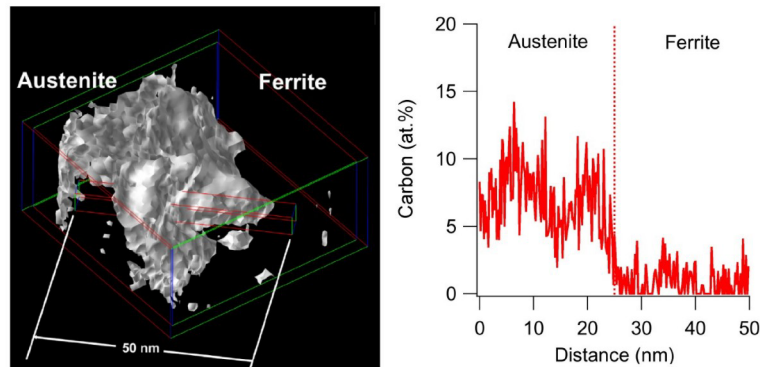 Austenite
Ferrite
50 nm
20
15
10
5
0
Carbon (at.%)
Austenite
Ferrite
0
10
20
30
40
50
Distance (nm)